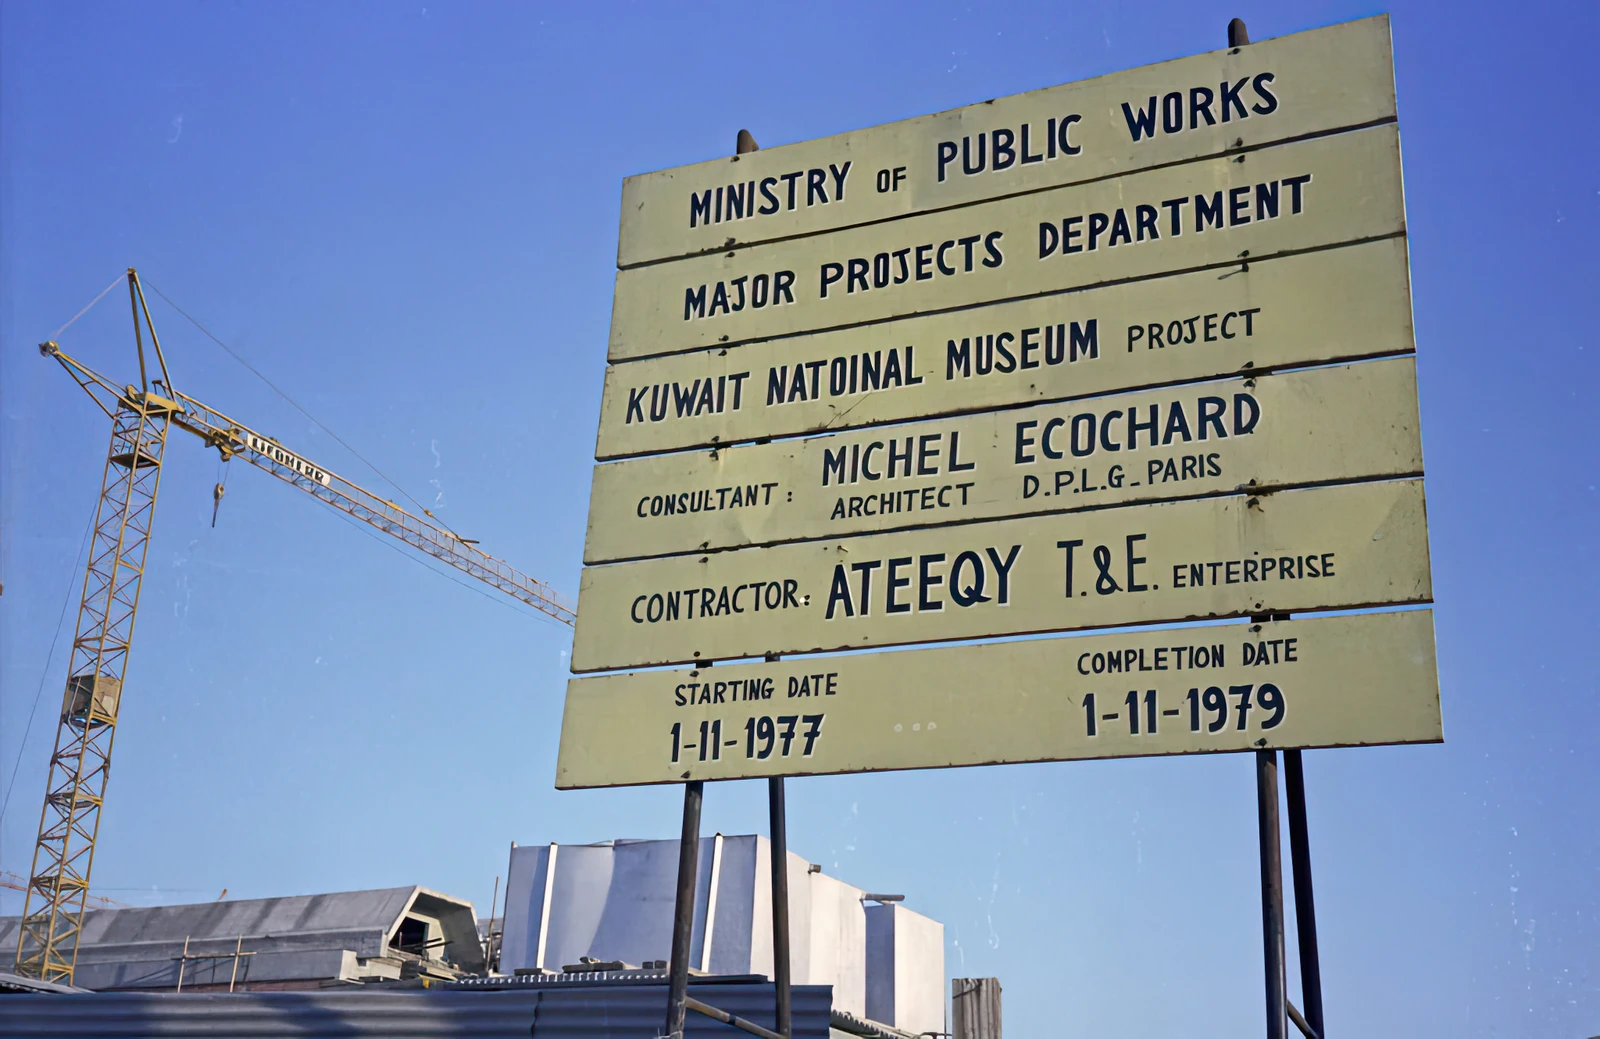 MINISTRY OF PUBLIC WORKS
MAJOR PROJECTS DEPARTMENT
KUWAIT NATOINAL MUSEUM PROJECT
CONSULTANT: MICHEL ECOCHARD
ARCHITECT D.P.L.G_PARIS
CONTRACTOR: ATEEQY T.&E. ENTERPRISE
STARTING DATE COMPLETION DATE
1-11-1977 1-11-1979